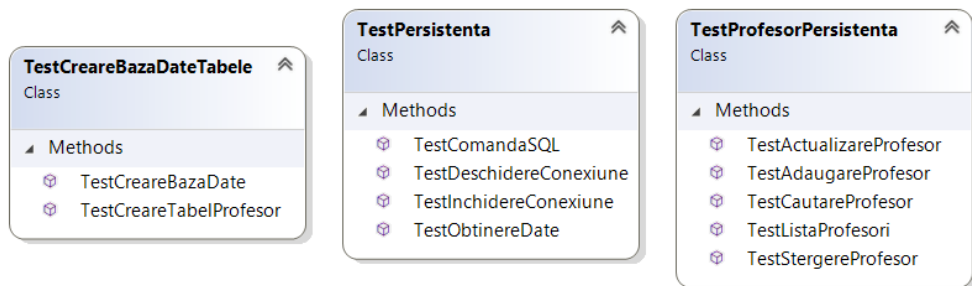 TestCreareBazaDateTabele
Class
Methods
TestCreareBazaDate
TestCreareTabelProfesor
TestPersistenta
Class
Methods
TestComandaSQL
TestDeschidereConexiune
TestInchidereConexiune
TestObtinereDate
TestProfesorPersistenta
Class
Methods
TestActualizareProfesor
TestAdaugareProfesor
TestCautareProfesor
TestListaProfesori
TestStergereProfesor